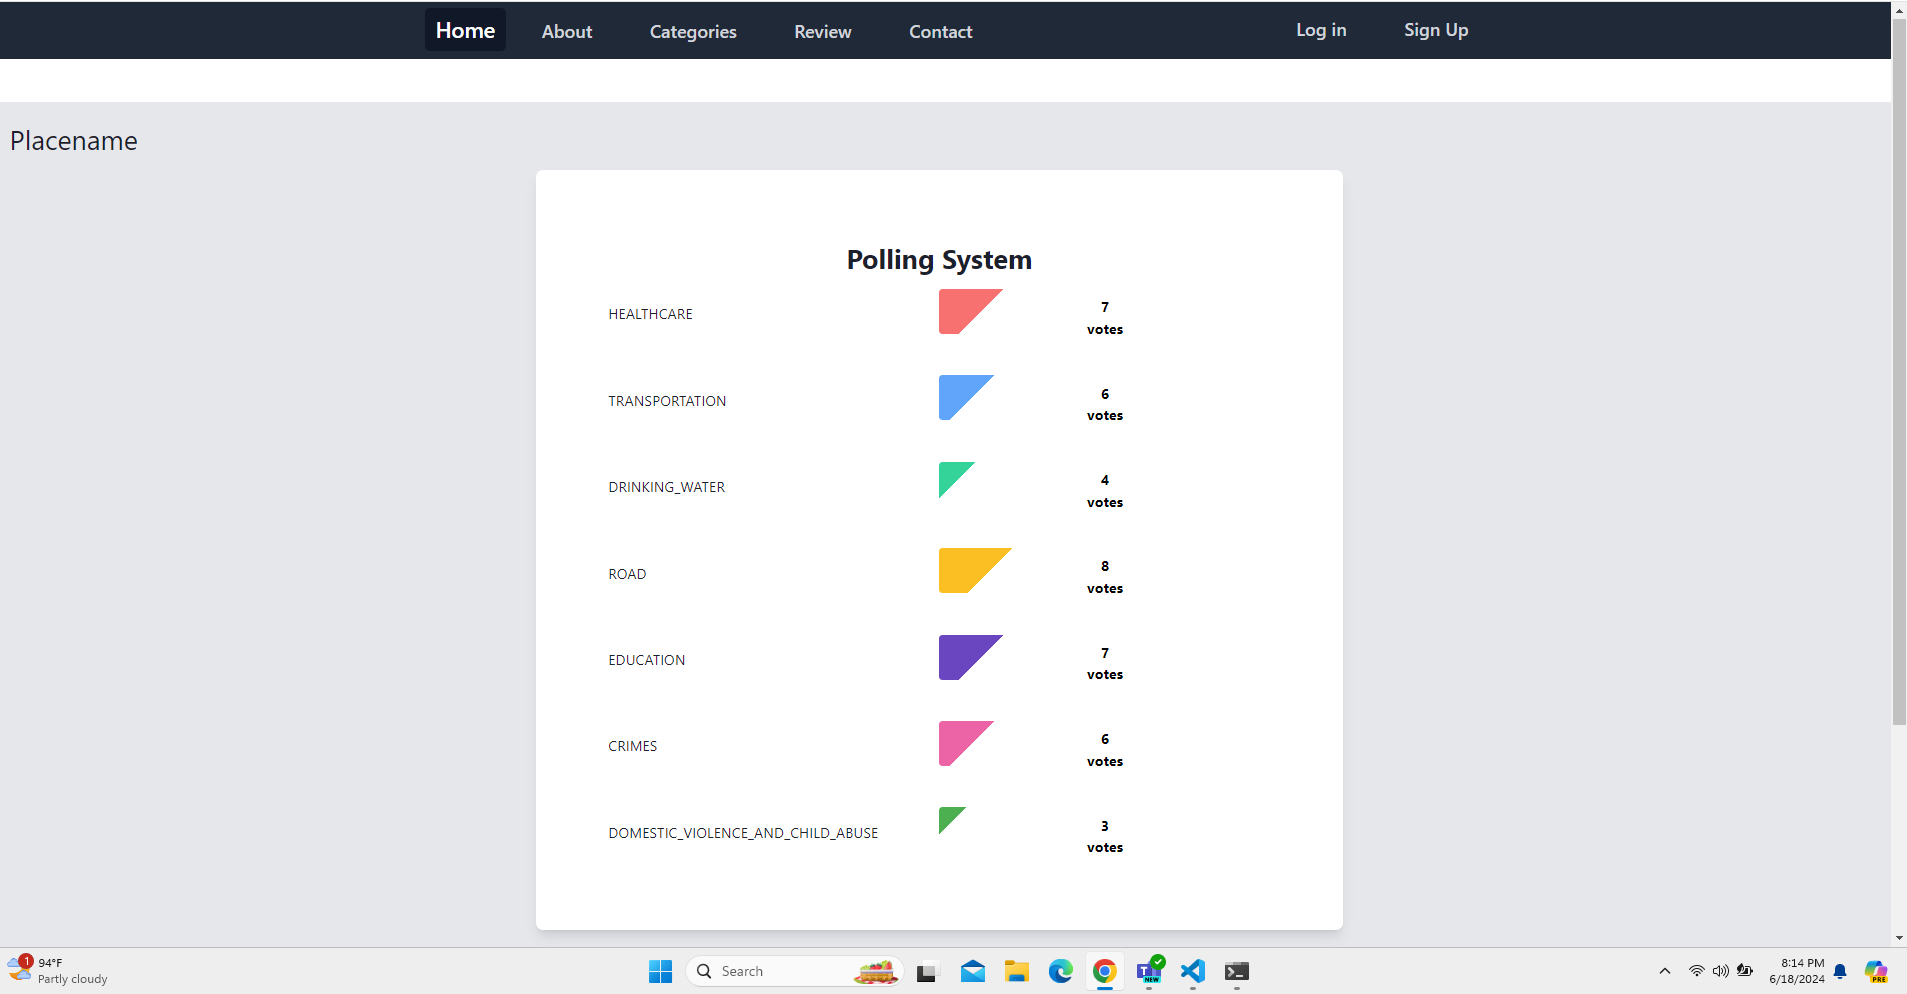 Home About Categories Review Contact Log in Sign Up
Placename
Polling System
HEALTHCARE 7 votes
TRANSPORTATION 6 votes
DRINKING_WATER 4 votes
ROAD 8 votes
EDUCATION 7 votes
CRIMES 6 votes
DOMESTIC_VIOLENCE_AND_CHILD_ABUSE 3 votes
1 94°F
Partly cloudy
Search
T NEW
8:14 PM
6/18/2024
PRE